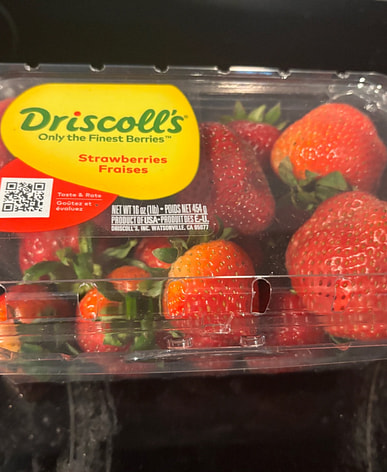 Driscoll's
Only the Finest Berries™
Strawberries
Fraises
Taste & Rate
Goûtez et
évaluez
NET WT 16 oz (1lb) - POIDS NET 454 g
PRODUCT OF USA-PRODUIT DES É.-U.
DRISCOLL'S, INC. WATSONVILLE, CA 95077